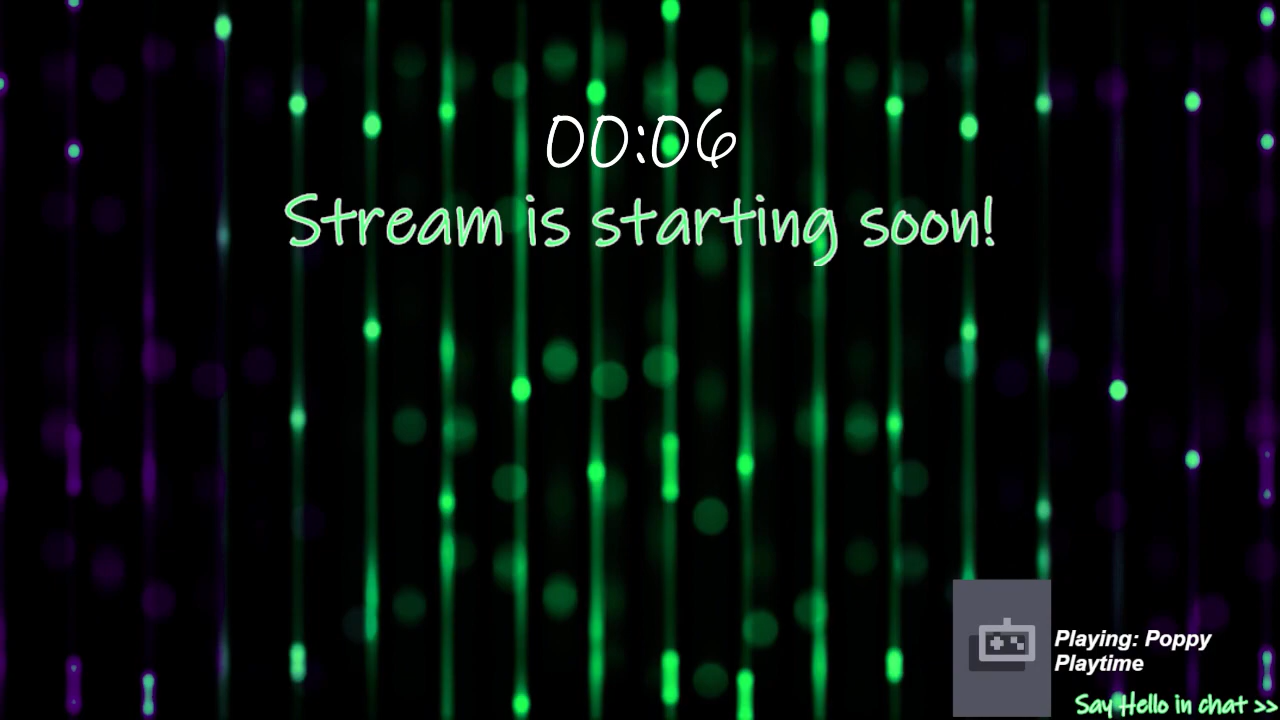 00:06
Stream is starting soon!
Playing: Poppy
Playtime
Say Hello in chat >>